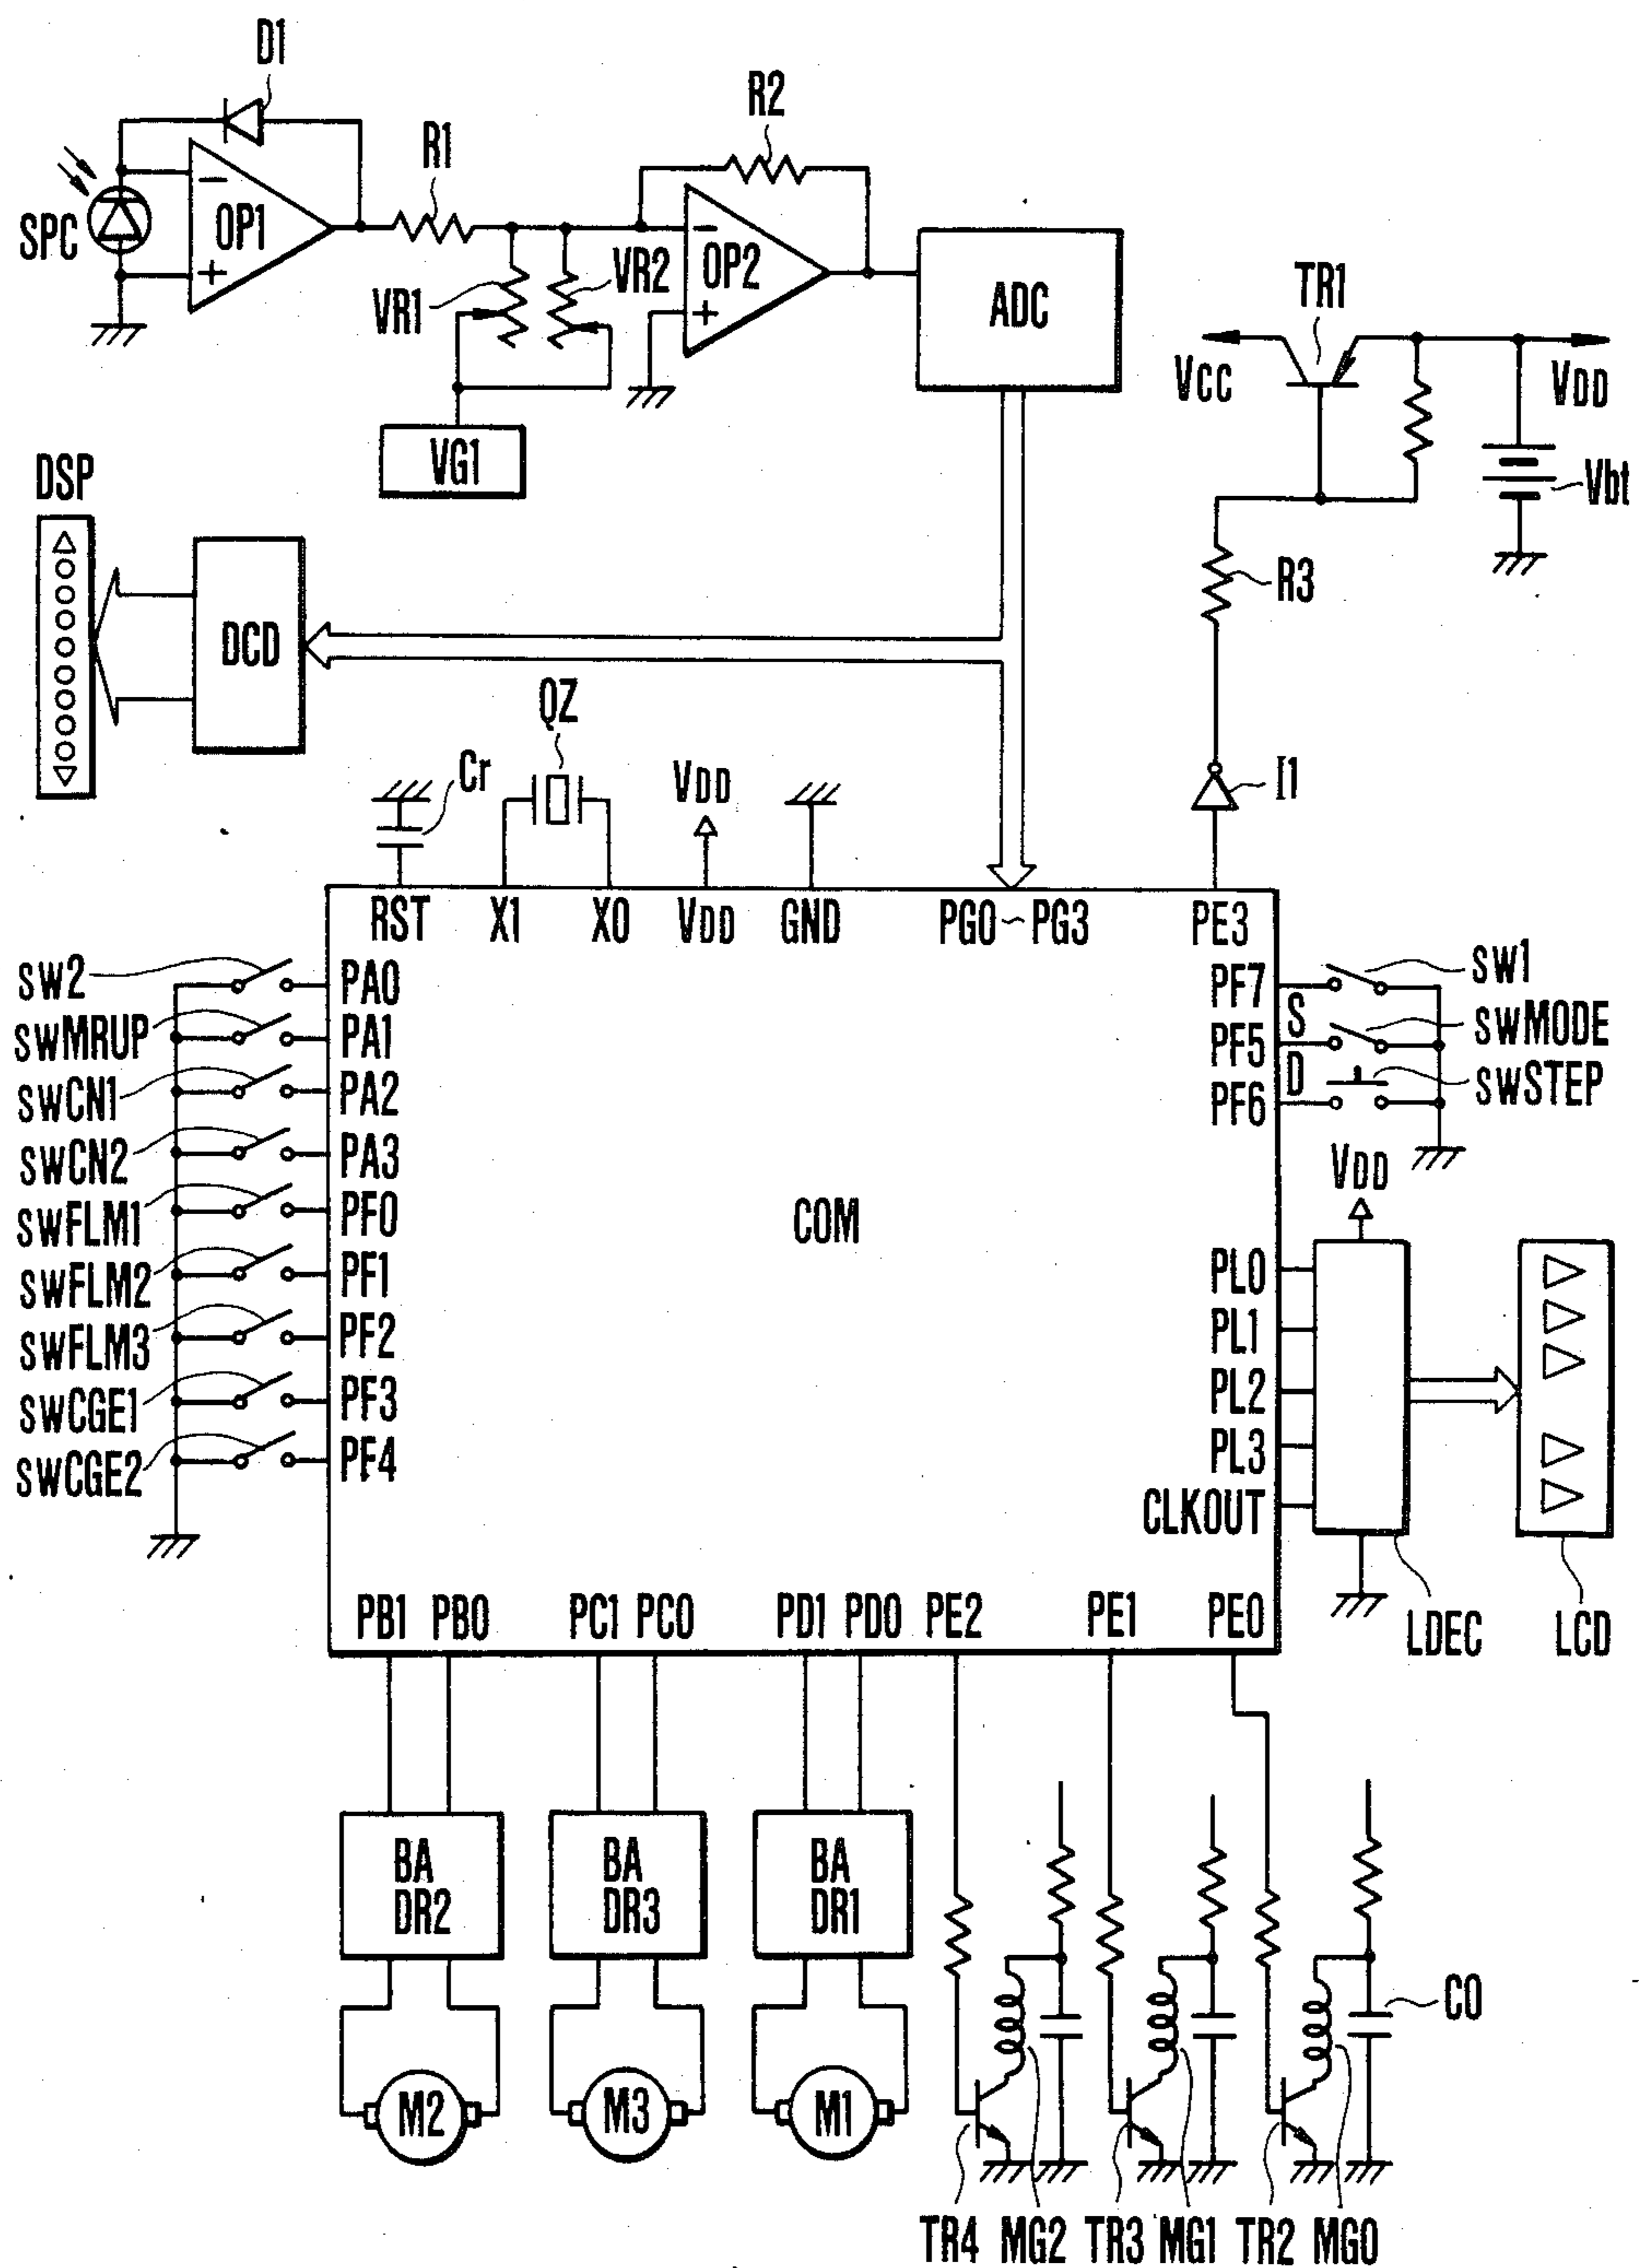 D1
R1
R2
SPC
−
OP1
+
VR1
VR2
−
OP2
+
ADC
TR1
VCC
VDD
Vbt
VG1
DSP
DCD
R3
QZ
Cr
VDD
I1
RST
X1
X0
VDD
GND
PG0~PG3
PE3
SW2
SWMRUP
SWCN1
SWCN2
SWFLM1
SWFLM2
SWFLM3
SWCGE1
SWCGE2
PA0
PA1
PA2
PA3
PF0
PF1
PF2
PF3
PF4
COM
PF7
PF5
PF6
S
D
SW1
SWMODE
SWSTEP
VDD
PL0
PL1
PL2
PL3
CLKOUT
LDEC
LCD
PB1
PB0
PC1
PC0
PD1
PD0
PE2
PE1
PE0
BA
DR2
BA
DR3
BA
DR1
C0
M2
M3
M1
TR4
MG2
TR3
MG1
TR2
MG0